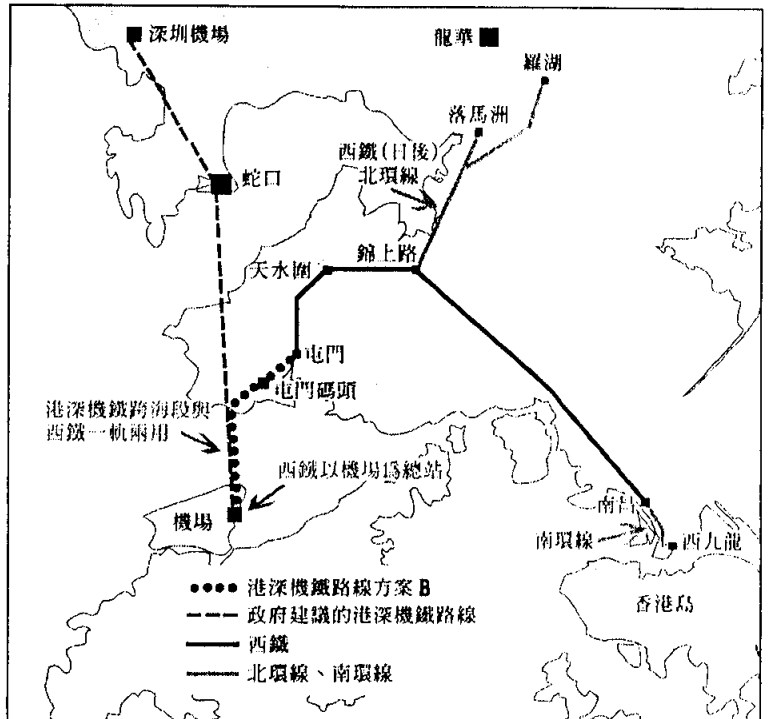 深圳機場
龍華
羅湖
落馬洲
西鐵(日後)
北環線
蛇口
錦上路
天水圍
屯門
屯門碼頭
港深機鐵跨海段與
西鐵一軌兩用
西鐵以機場爲總站
機場
南昌
南環線
西九龍
香港島
港深機鐵路線方案 B
政府建議的港深機鐵路線
西鐵
北環線、南環線